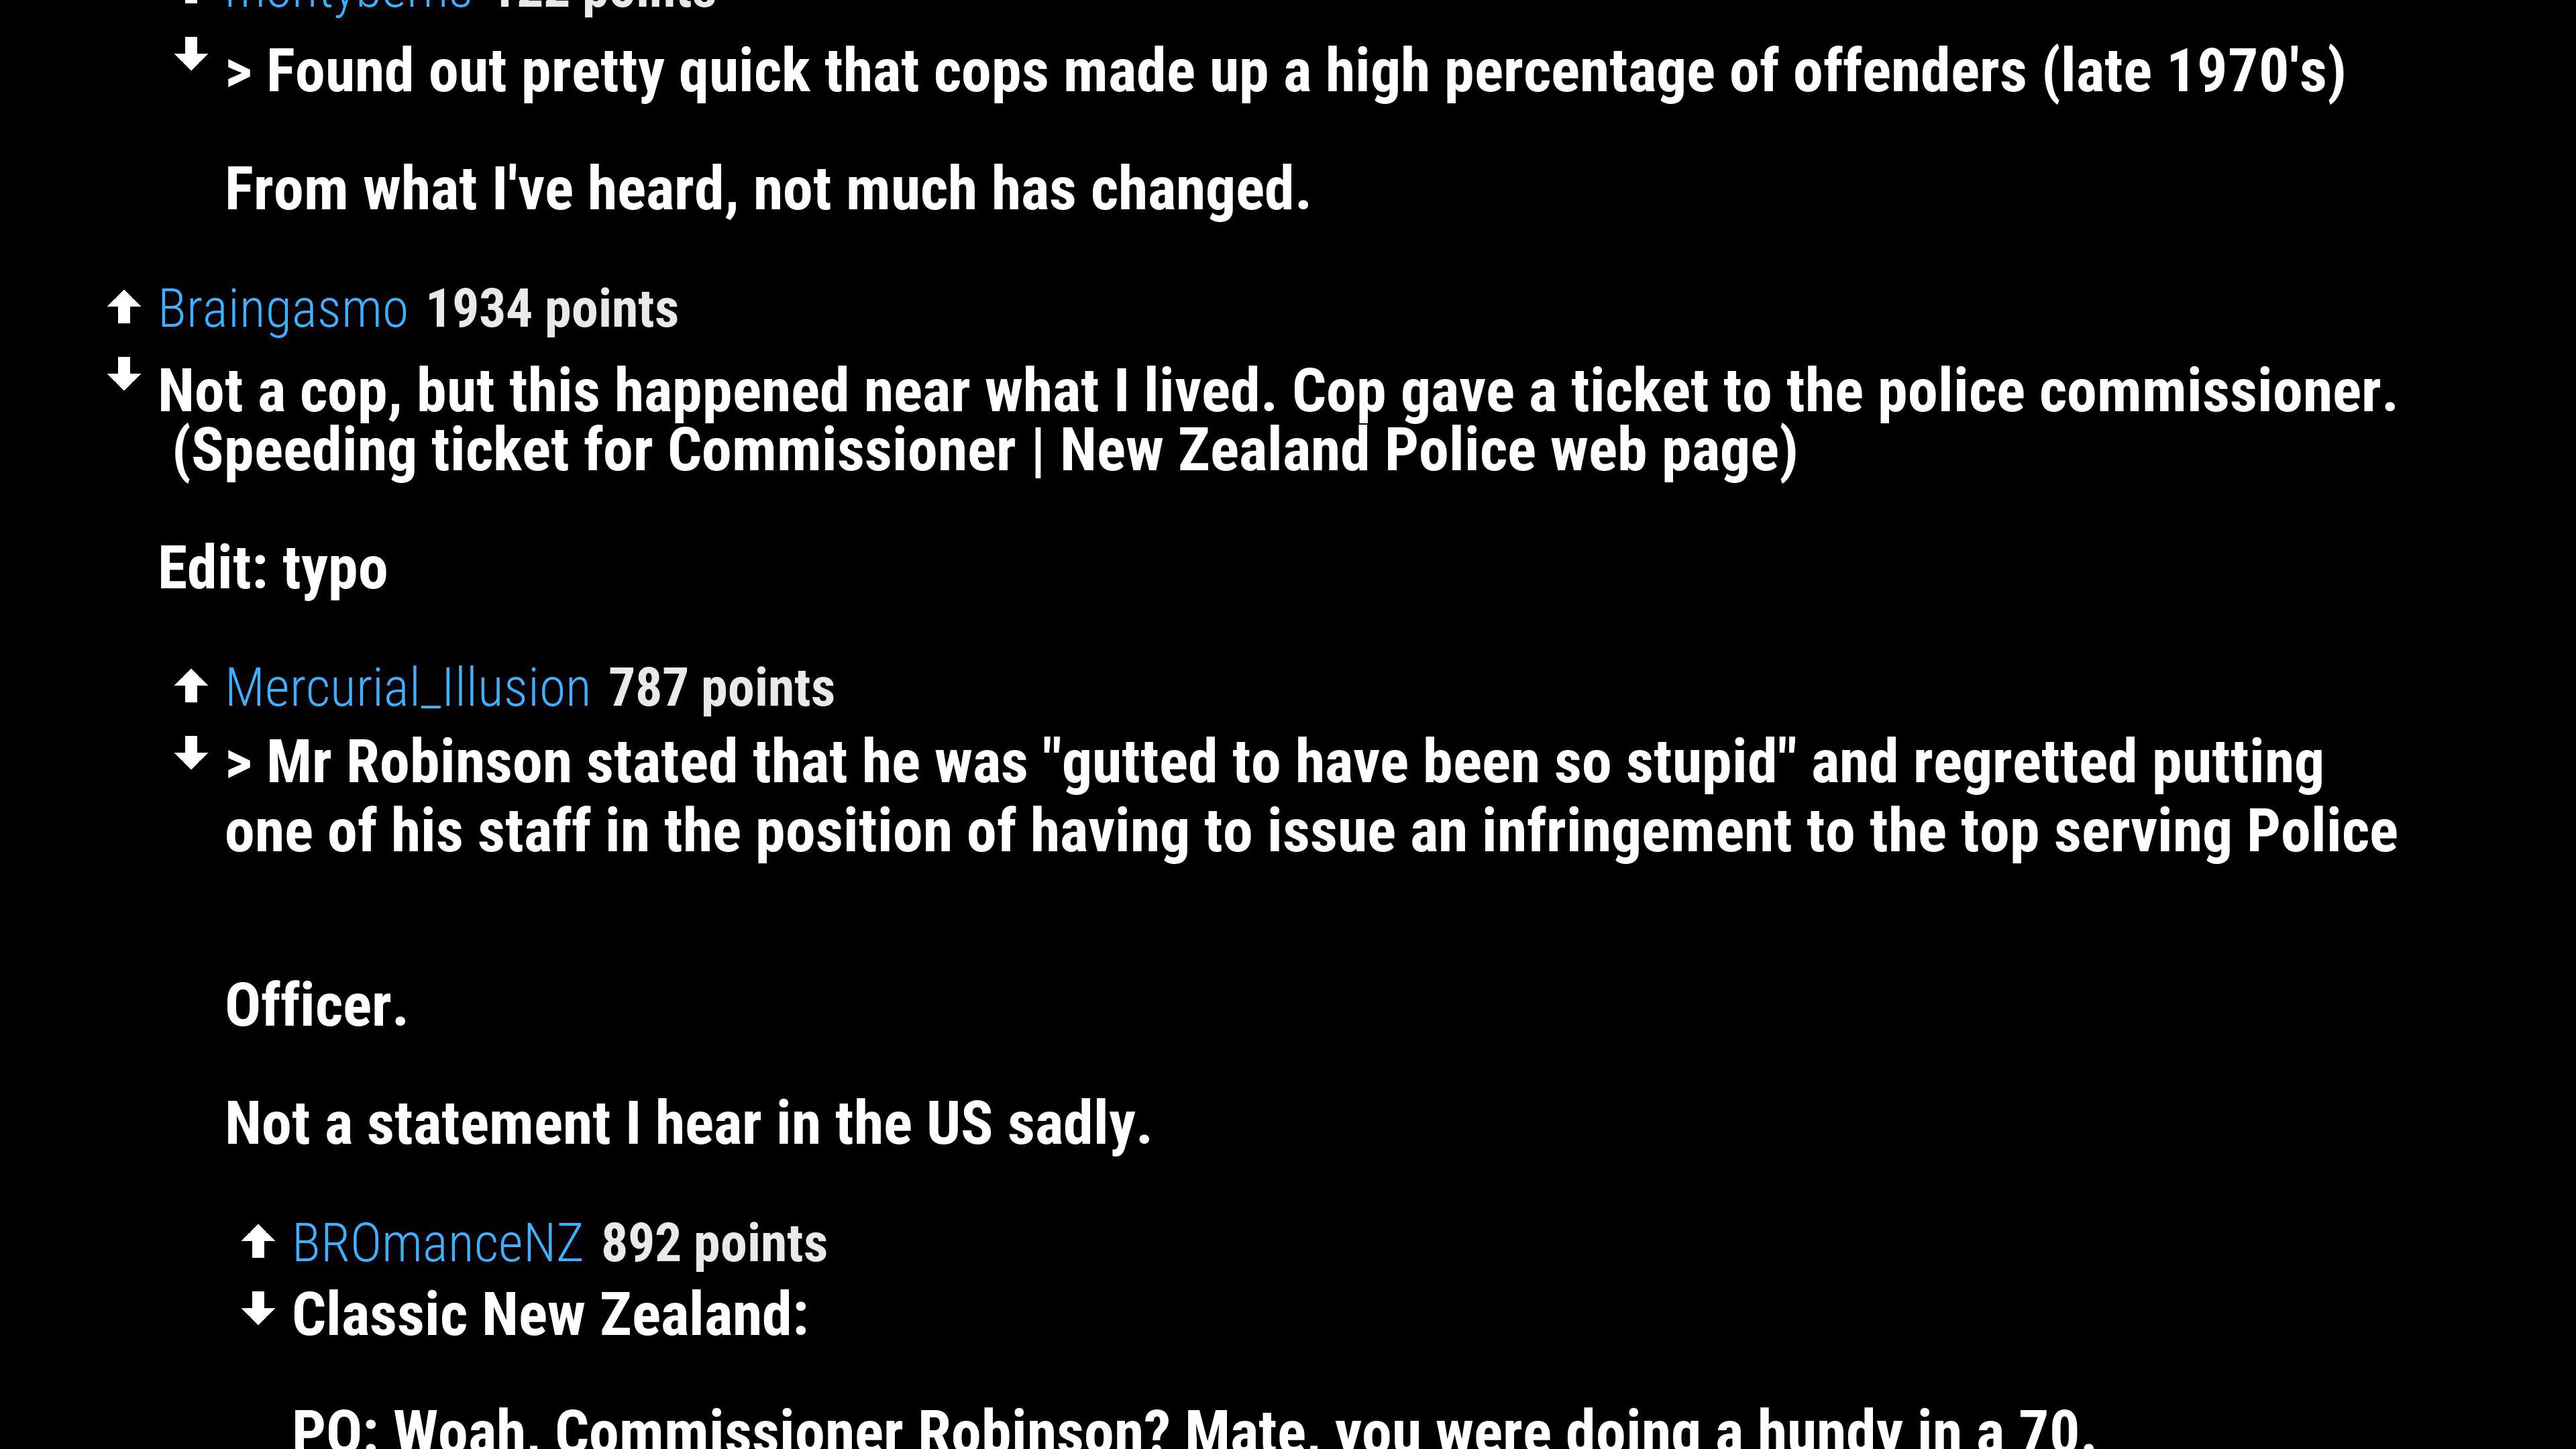 montyberns 122 points
> Found out pretty quick that cops made up a high percentage of offenders (late 1970's)
From what I've heard, not much has changed.
Braingasmo 1934 points
Not a cop, but this happened near what I lived. Cop gave a ticket to the police commissioner.
(Speeding ticket for Commissioner | New Zealand Police web page)
Edit: typo
Mercurial_Illusion 787 points
> Mr Robinson stated that he was "gutted to have been so stupid" and regretted putting
one of his staff in the position of having to issue an infringement to the top serving Police
Officer.
Not a statement I hear in the US sadly.
BROmanceNZ 892 points
Classic New Zealand:
PO: Woah, Commissioner Robinson? Mate, you were doing a hundy in a 70.